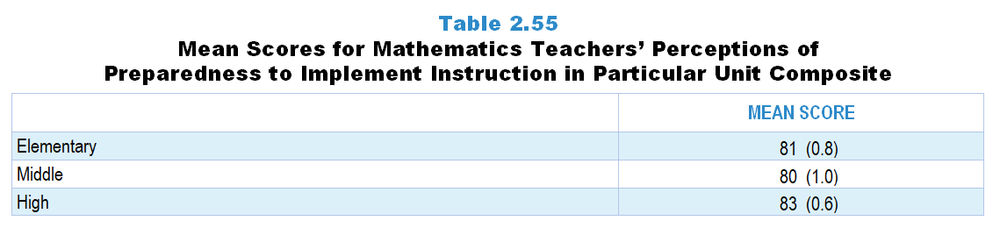 Table 2.55
Mean Scores for Mathematics Teachers’ Perceptions of
Preparedness to Implement Instruction in Particular Unit Composite
MEAN SCORE
Elementary 81 (0.8)
Middle 80 (1.0)
High 83 (0.6)